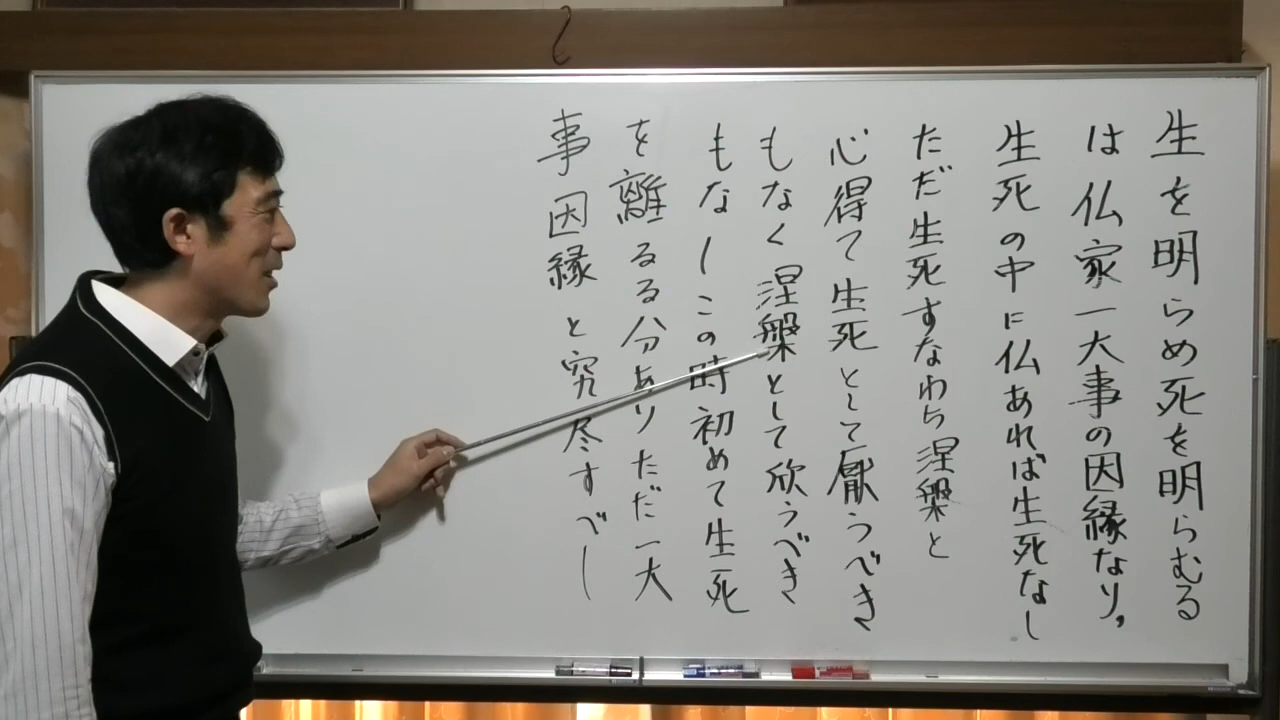 生を明らめ死を明らむる
は仏家一大事の因縁なり。
生死の中に仏あれば生死なし
ただ生死すなわち涅槃と
心得て生死として厭うべき
もなく涅槃として欣うべき
もなしこの時初めて生死
を離るる分ありただ一大
事因縁と究尽すべし